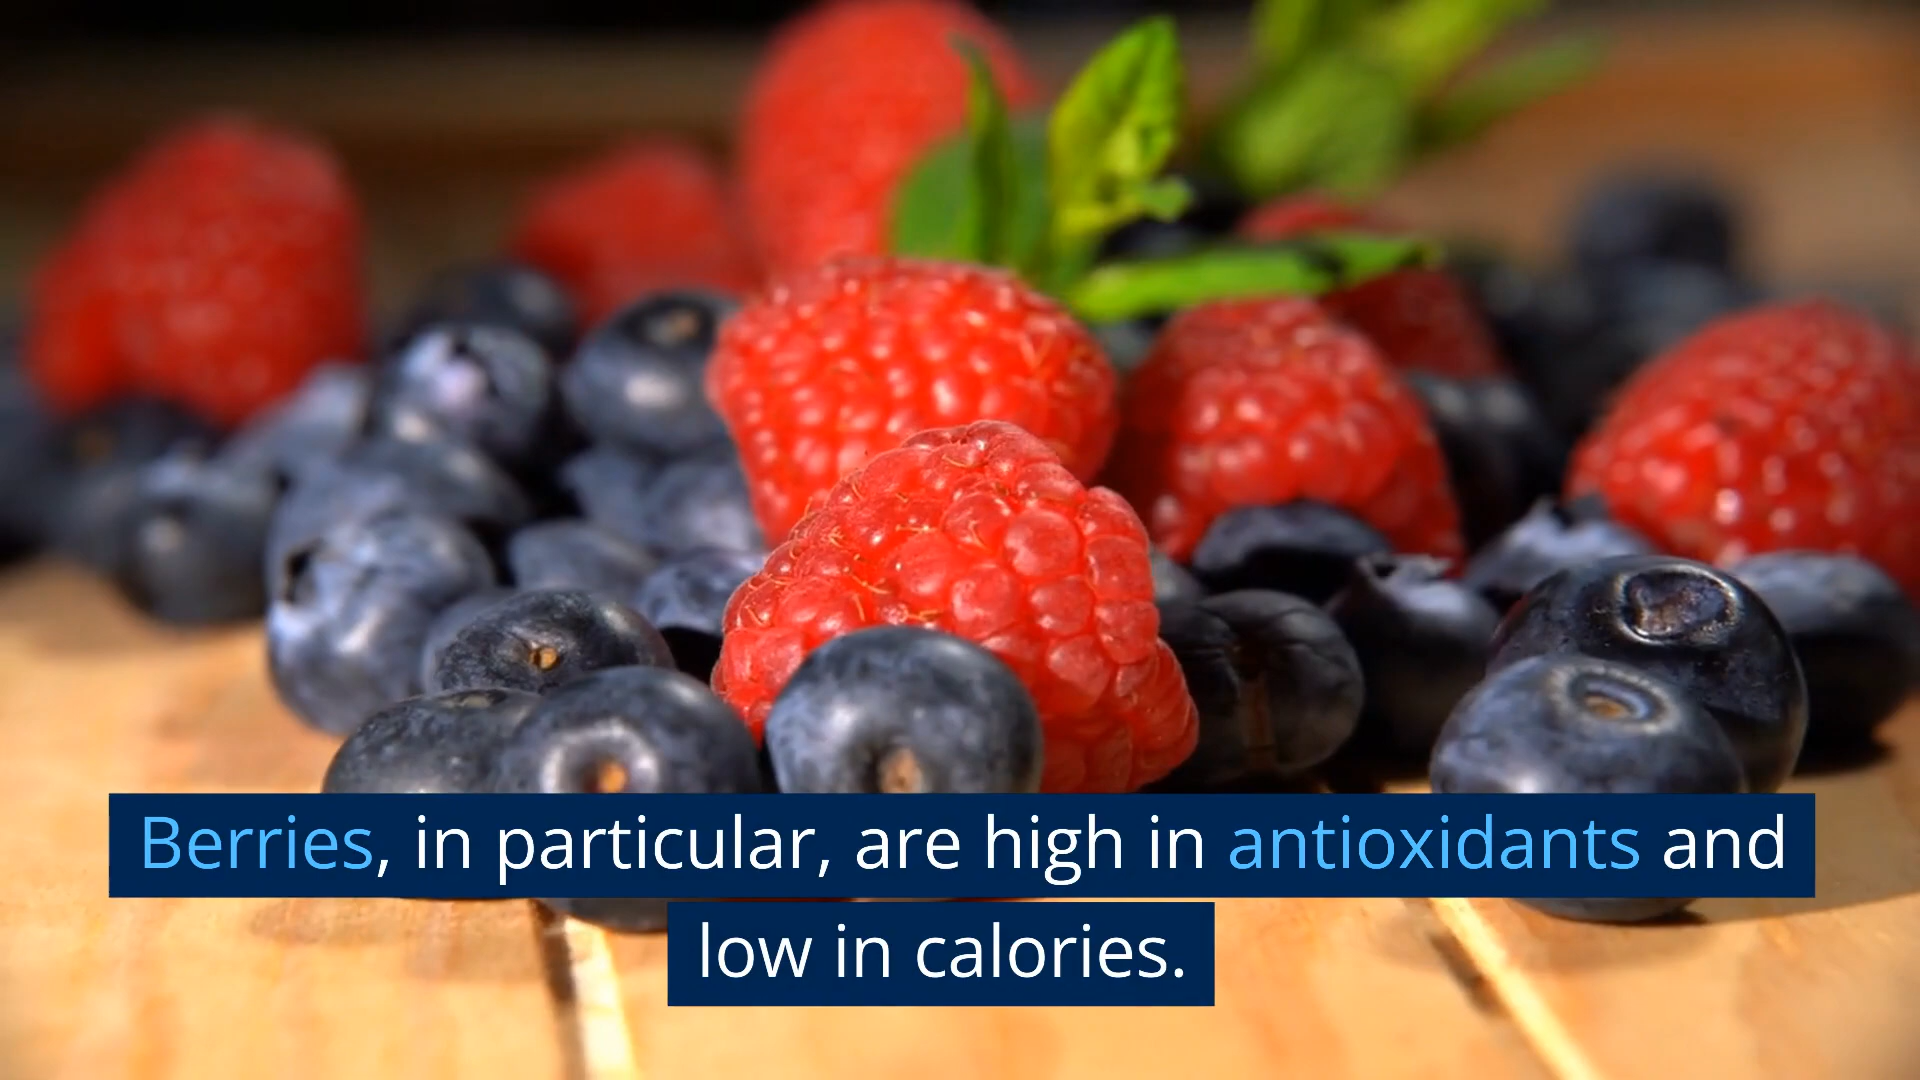 Berries, in particular, are high in antioxidants and
low in calories.